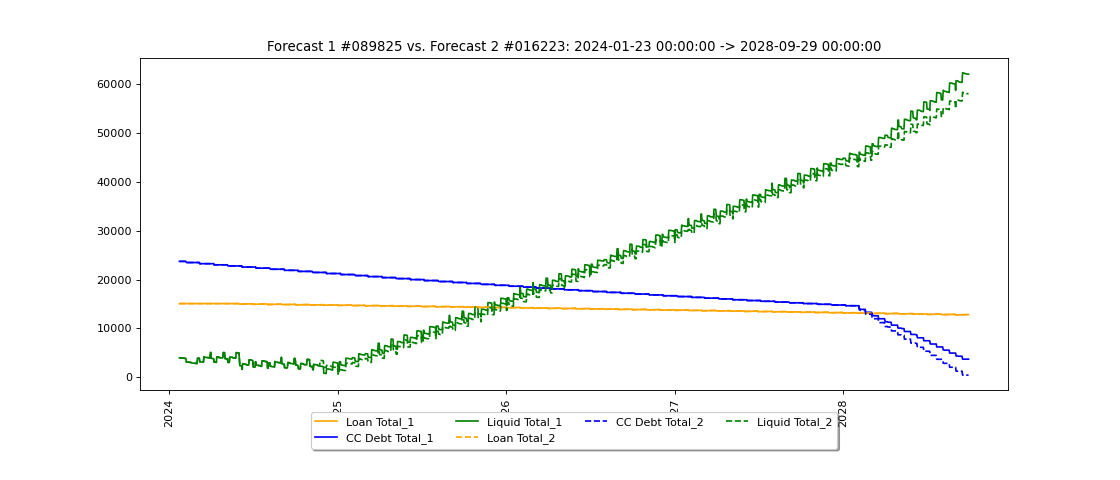 Forecast 1 #089825 vs. Forecast 2 #016223: 2024-01-23 00:00:00 -> 2028-09-29 00:00:00
60000
50000
40000
30000
20000
10000
0
2024
25
26
27
2028
Loan Total_1
Liquid Total_1
CC Debt Total_2
Liquid Total_2
CC Debt Total_1
Loan Total_2